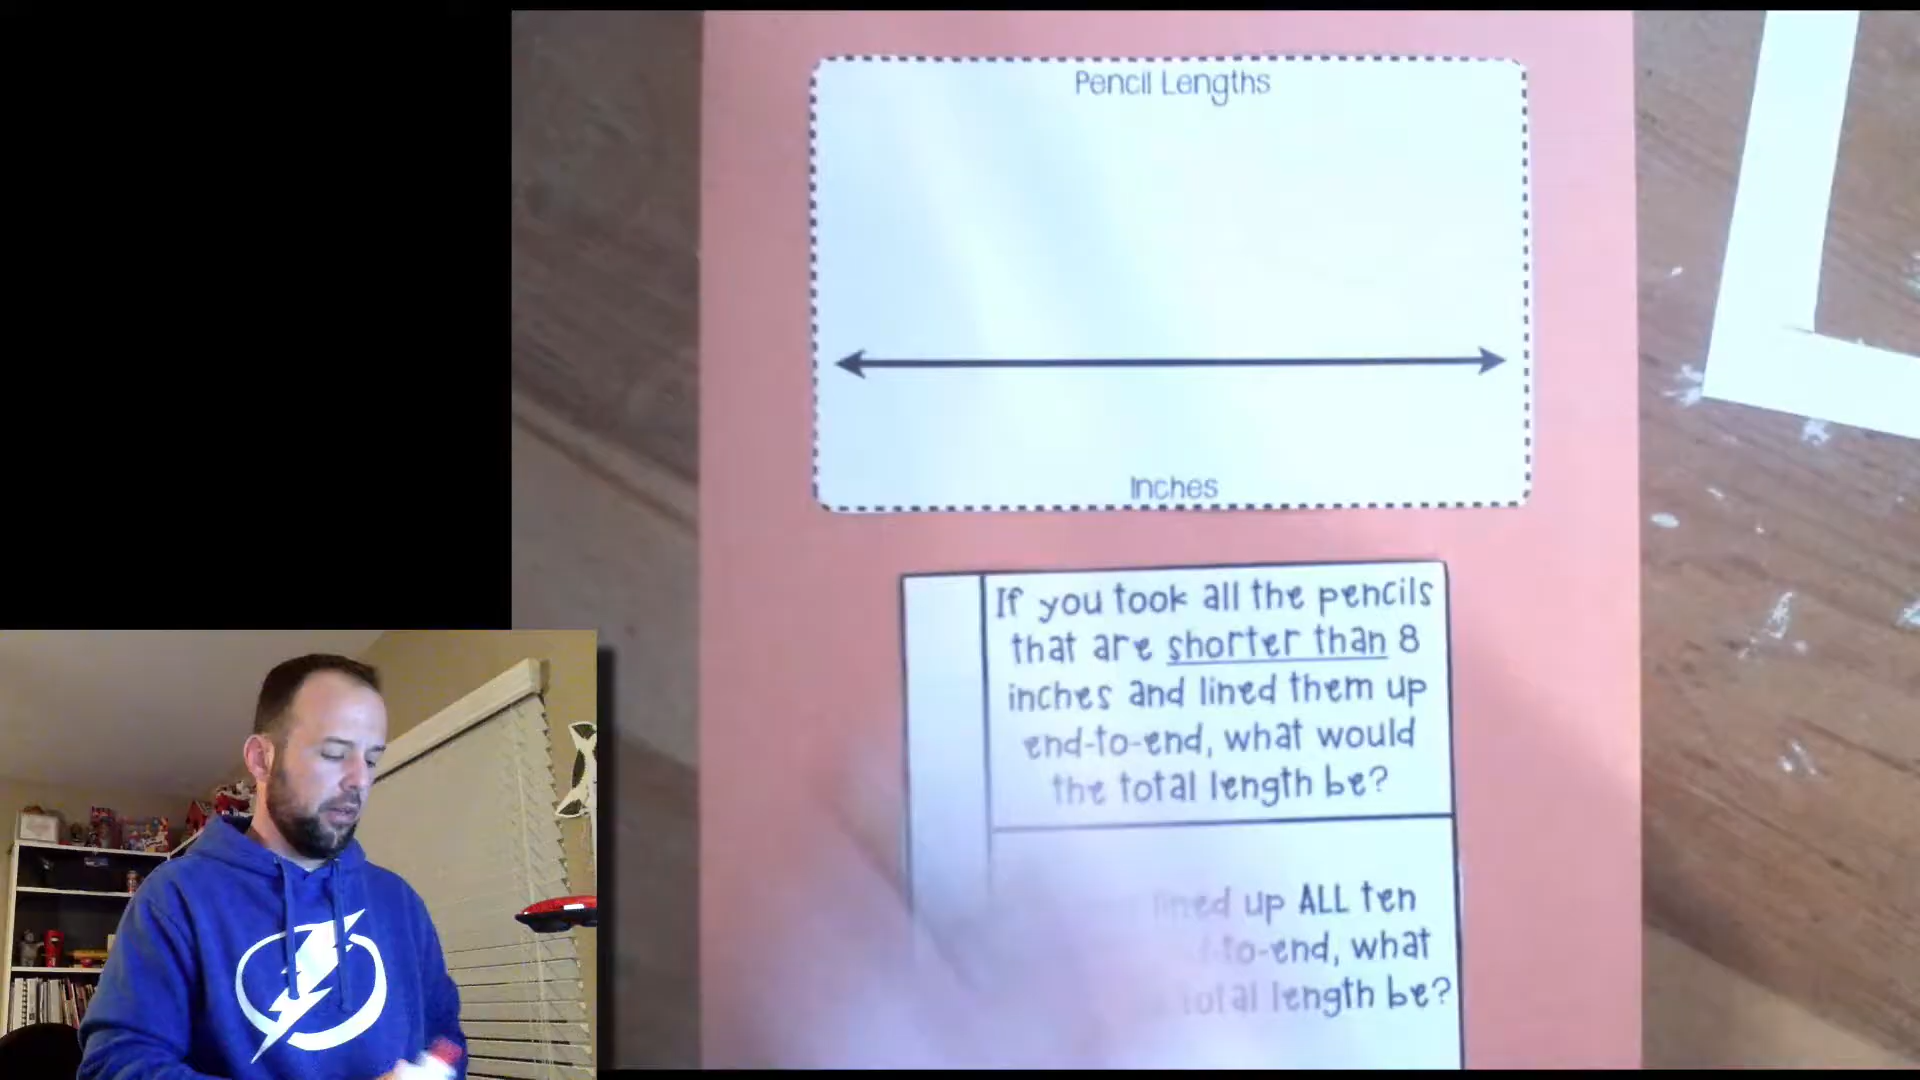 Pencil Lengths
Inches
If you took all the pencils
that are shorter than 8
inches and lined them up
end-to-end, what would
the total length be?
lined up ALL ten
-to-end, what
total length be?